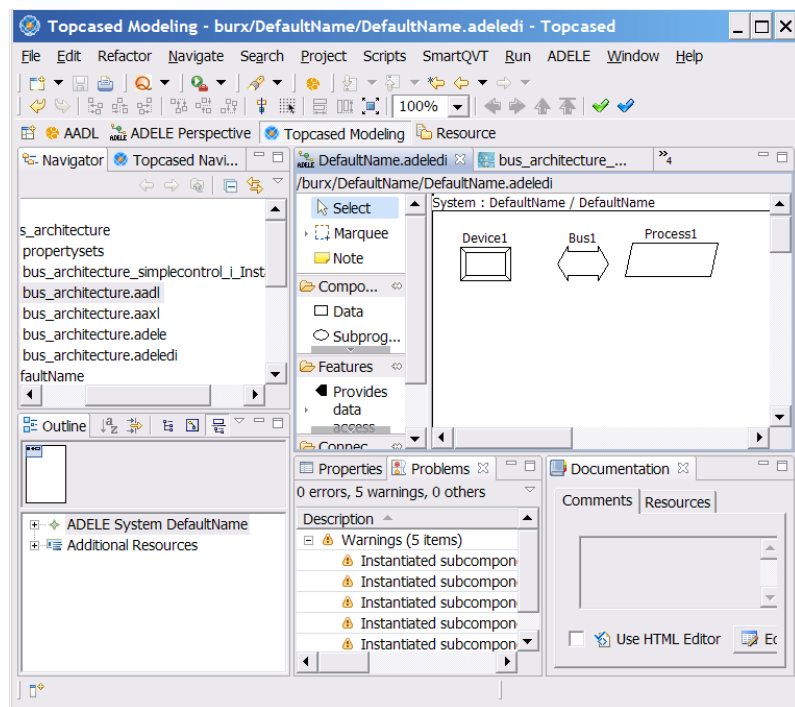 Topcased Modeling - burx/DefaultName/DefaultName.adeledi - Topcased
File Edit Refactor Navigate Search Project Scripts SmartQVT Run ADELE Window Help
100%
AADL ADELE Perspective Topcased Modeling Resource
Navigator Topcased Navi...
s_architecture
propertysets
bus_architecture_simplecontrol_i_Inst
bus_architecture.aadl
bus_architecture.aaxl
bus_architecture.adele
bus_architecture.adeledi
faultName
DefaultName.adeledi bus_architecture_... »4
/burx/DefaultName/DefaultName.adeledi
Select
Marquee
Note
Compo...
Data
Subprog...
Features
Provides
data
access
Connec
System : DefaultName / DefaultName
Device1 Bus1 Process1
Outline
ADELE System DefaultName
Additional Resources
Properties Problems
0 errors, 5 warnings, 0 others
Description
Warnings (5 items)
Instantiated subcompon
Instantiated subcompon
Instantiated subcompon
Instantiated subcompon
Instantiated subcompon
Documentation
Comments Resources
Use HTML Editor Ec